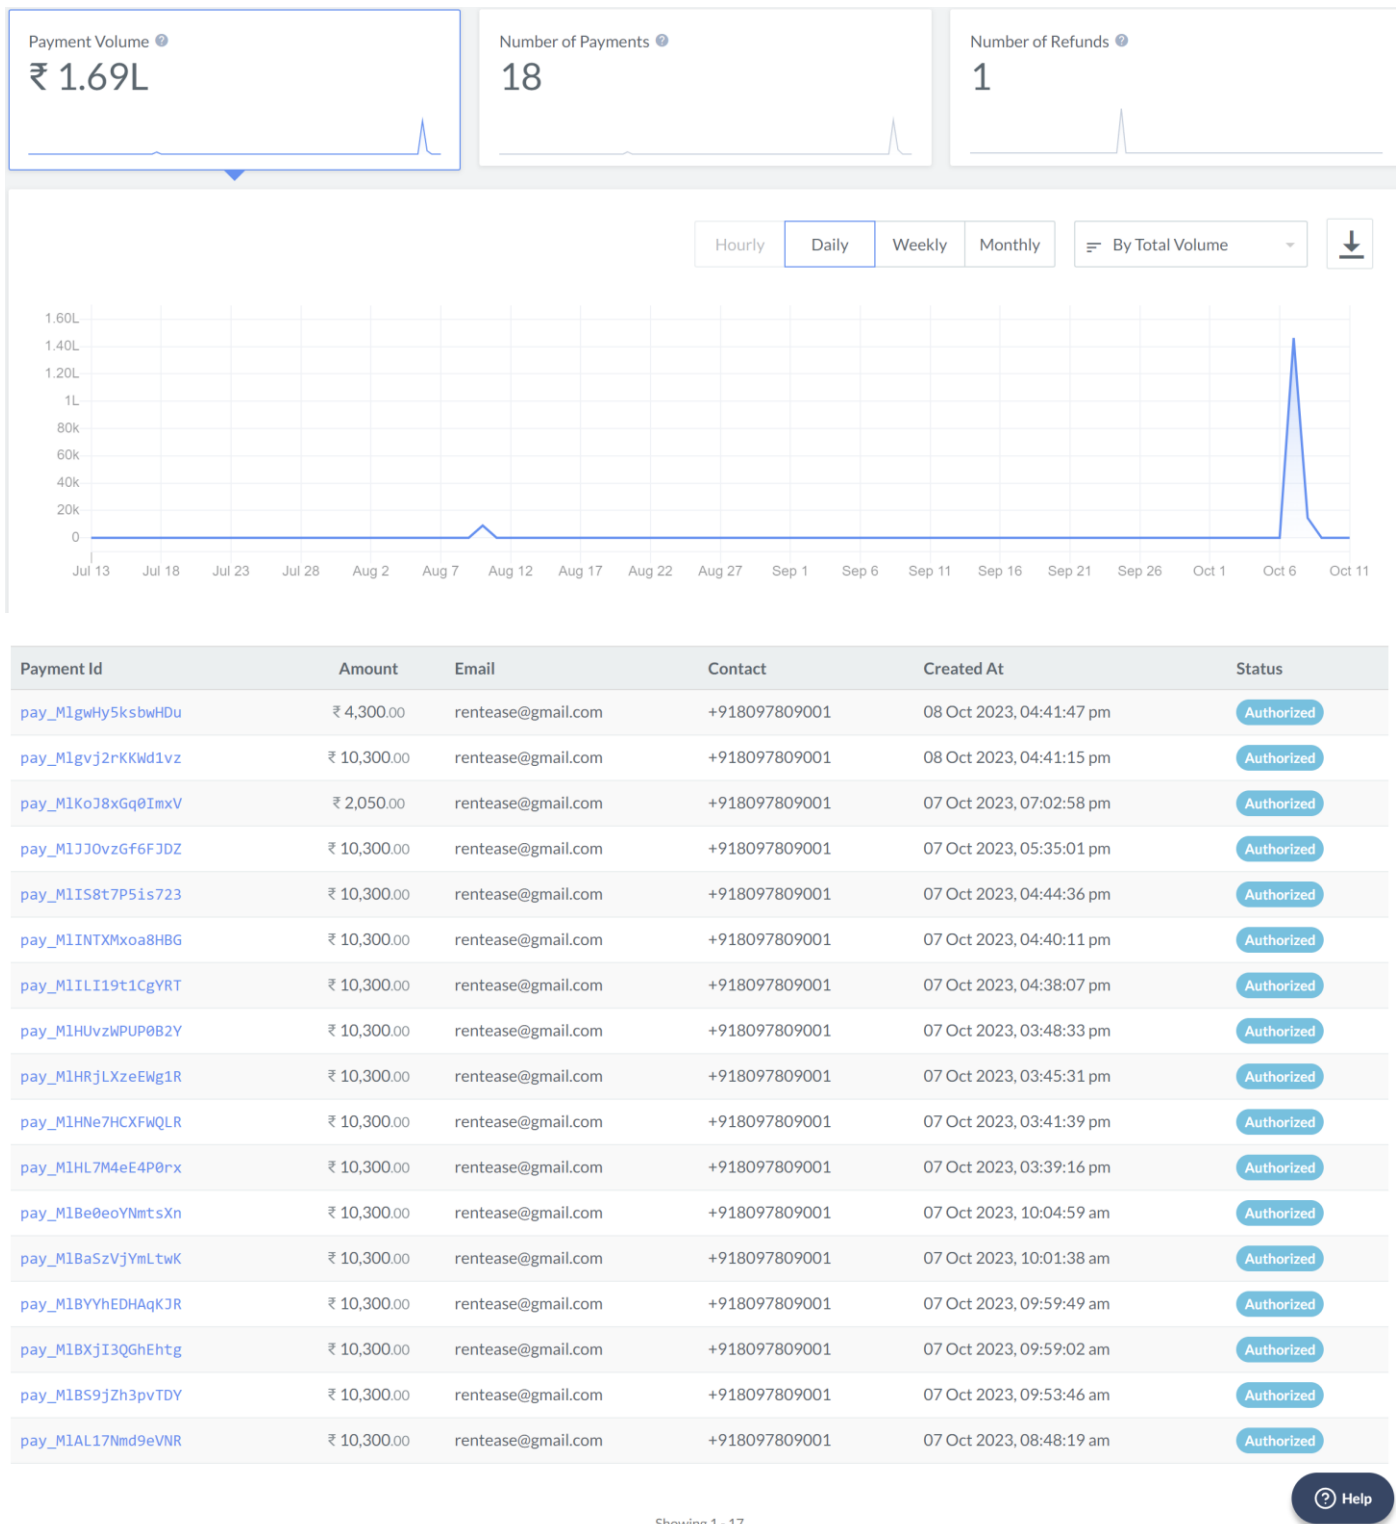 Payment Volume
₹ 1.69L
Number of Payments
18
Number of Refunds
1
Hourly Daily Weekly Monthly By Total Volume
1.60L
1.40L
1.20L
1L
80k
60k
40k
20k
0
Jul 13 Jul 18 Jul 23 Jul 28 Aug 2 Aug 7 Aug 12 Aug 17 Aug 22 Aug 27 Sep 1 Sep 6 Sep 11 Sep 16 Sep 21 Sep 26 Oct 1 Oct 6 Oct 11
Payment Id Amount Email Contact Created At Status
pay_MlgwHy5ksbwHDu ₹ 4,300.00 rentease@gmail.com +918097809001 08 Oct 2023, 04:41:47 pm Authorized
pay_Mlgvj2rKKWd1vz ₹ 10,300.00 rentease@gmail.com +918097809001 08 Oct 2023, 04:41:15 pm Authorized
pay_MlKoJ8xGq0ImxV ₹ 2,050.00 rentease@gmail.com +918097809001 07 Oct 2023, 07:02:58 pm Authorized
pay_MlJJOvzGf6FJDZ ₹ 10,300.00 rentease@gmail.com +918097809001 07 Oct 2023, 05:35:01 pm Authorized
pay_MlIS8t7P5is723 ₹ 10,300.00 rentease@gmail.com +918097809001 07 Oct 2023, 04:44:36 pm Authorized
pay_MlINTXMxoa8HBG ₹ 10,300.00 rentease@gmail.com +918097809001 07 Oct 2023, 04:40:11 pm Authorized
pay_MlILI19t1CgYRT ₹ 10,300.00 rentease@gmail.com +918097809001 07 Oct 2023, 04:38:07 pm Authorized
pay_MlHUvzWPUP0B2Y ₹ 10,300.00 rentease@gmail.com +918097809001 07 Oct 2023, 03:48:33 pm Authorized
pay_MlHRjLXzeEWg1R ₹ 10,300.00 rentease@gmail.com +918097809001 07 Oct 2023, 03:45:31 pm Authorized
pay_MlHNe7HCXFWQLR ₹ 10,300.00 rentease@gmail.com +918097809001 07 Oct 2023, 03:41:39 pm Authorized
pay_MlHL7M4eE4P0rx ₹ 10,300.00 rentease@gmail.com +918097809001 07 Oct 2023, 03:39:16 pm Authorized
pay_MlBe0eoYNmtsXn ₹ 10,300.00 rentease@gmail.com +918097809001 07 Oct 2023, 10:04:59 am Authorized
pay_MlBaSzVjYmLtwK ₹ 10,300.00 rentease@gmail.com +918097809001 07 Oct 2023, 10:01:38 am Authorized
pay_MlBYYhEDHAqKJR ₹ 10,300.00 rentease@gmail.com +918097809001 07 Oct 2023, 09:59:49 am Authorized
pay_MlBXjI3QGhEhtg ₹ 10,300.00 rentease@gmail.com +918097809001 07 Oct 2023, 09:59:02 am Authorized
pay_MlBS9jZh3pvTDY ₹ 10,300.00 rentease@gmail.com +918097809001 07 Oct 2023, 09:53:46 am Authorized
pay_MlAL17Nmd9eVNR ₹ 10,300.00 rentease@gmail.com +918097809001 07 Oct 2023, 08:48:19 am Authorized
Help
Showing 1 - 17